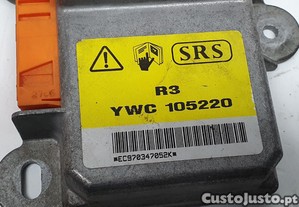 SRS
R3
YWC 105220
*EC970347052K*
CustoJusto.pt